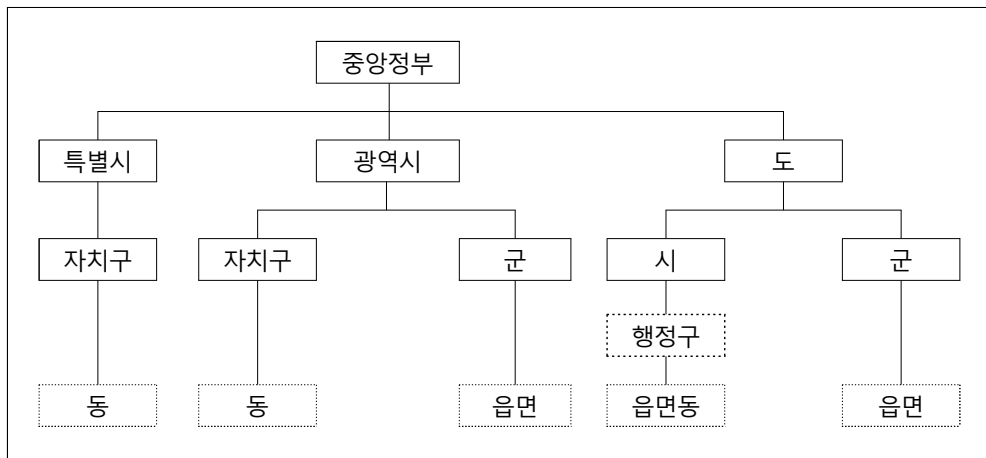 중앙정부
특별시 광역시 도
자치구 자치구 군 시 군
행정구
동 동 읍면 읍면동 읍면